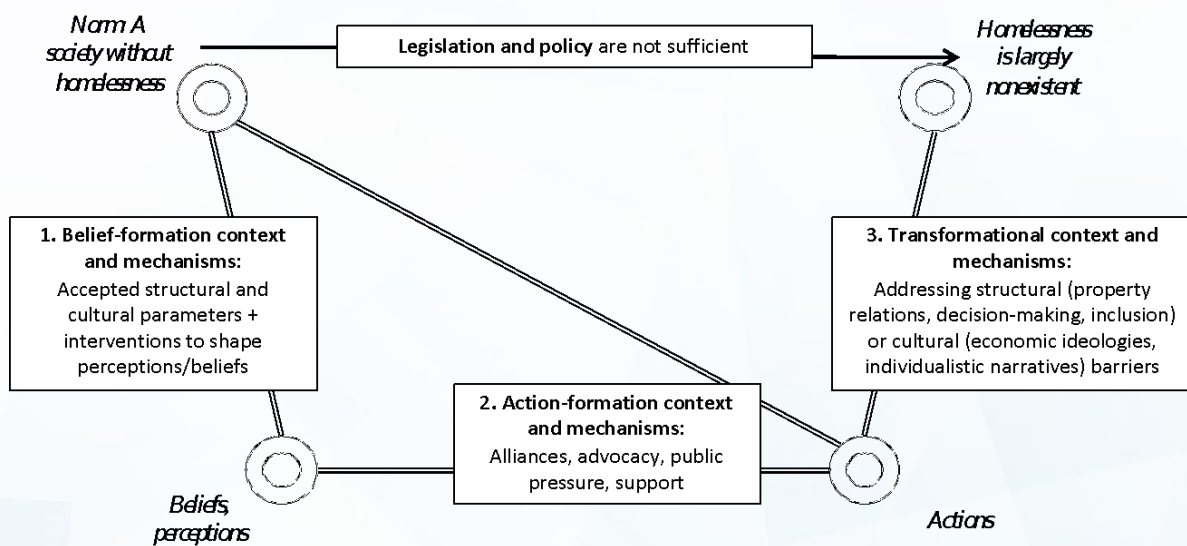 Norm: A
society without
homelessness
Legislation and policy are not sufficient
Homelessness
is largely
nonexistent
1. Belief-formation context
and mechanisms:
Accepted structural and
cultural parameters +
interventions to shape
perceptions/beliefs
3. Transformational context and
mechanisms:
Addressing structural (property
relations, decision-making, inclusion)
or cultural (economic ideologies,
individualistic narratives) barriers
2. Action-formation context
and mechanisms:
Alliances, advocacy, public
pressure, support
Beliefs,
perceptions
Actions